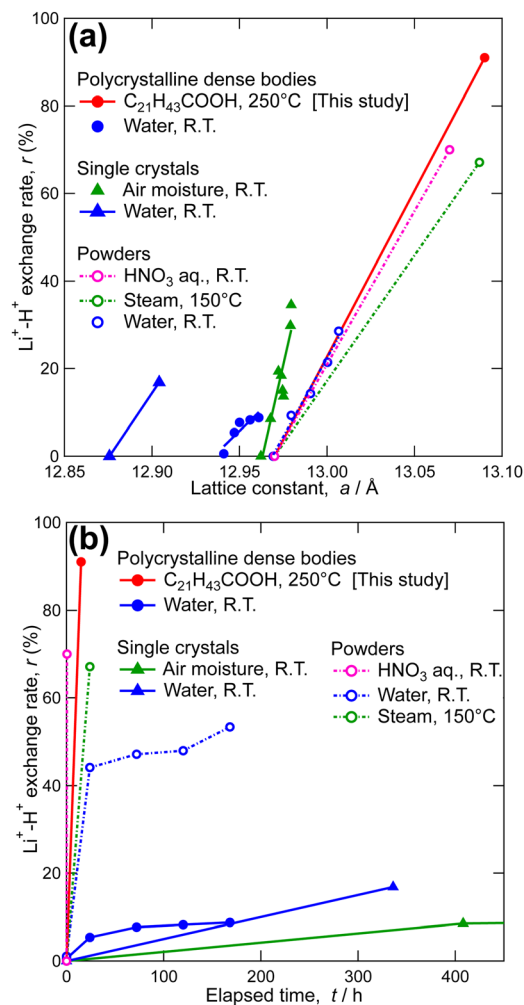 100
80
60
40
20
0
Li⁺-H⁺ exchange rate, r (%)
(a)
Polycrystalline dense bodies
C₂₁H₄₃COOH, 250°C [This study]
Water, R.T.
Single crystals
Air moisture, R.T.
Water, R.T.
Powders
HNO₃ aq., R.T.
Steam, 150°C
Water, R.T.
12.85 12.90 12.95 13.00 13.05 13.10
Lattice constant, a / Å
100
80
60
40
20
0
Li⁺-H⁺ exchange rate, r (%)
(b)
Polycrystalline dense bodies
C₂₁H₄₃COOH, 250°C [This study]
Water, R.T.
Single crystals
Air moisture, R.T.
Water, R.T.
Powders
HNO₃ aq., R.T.
Water, R.T.
Steam, 150°C
0 100 200 300 400
Elapsed time, t / h